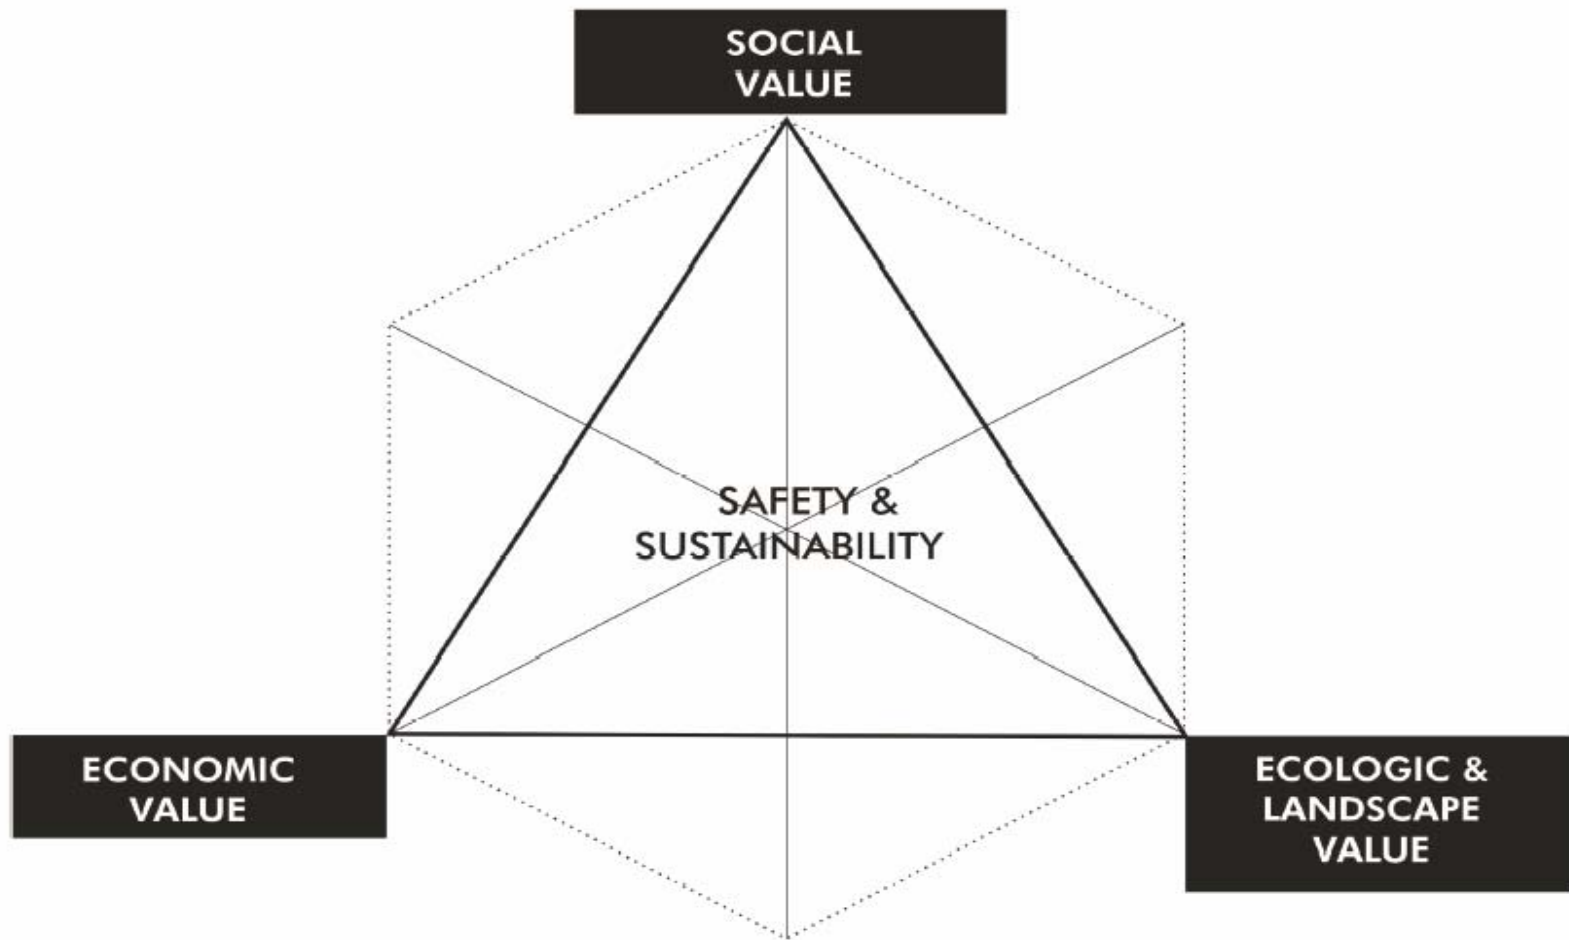 SOCIAL
VALUE
SAFETY &
SUSTAINABILITY
ECONOMIC
VALUE
ECOLOGIC &
LANDSCAPE
VALUE